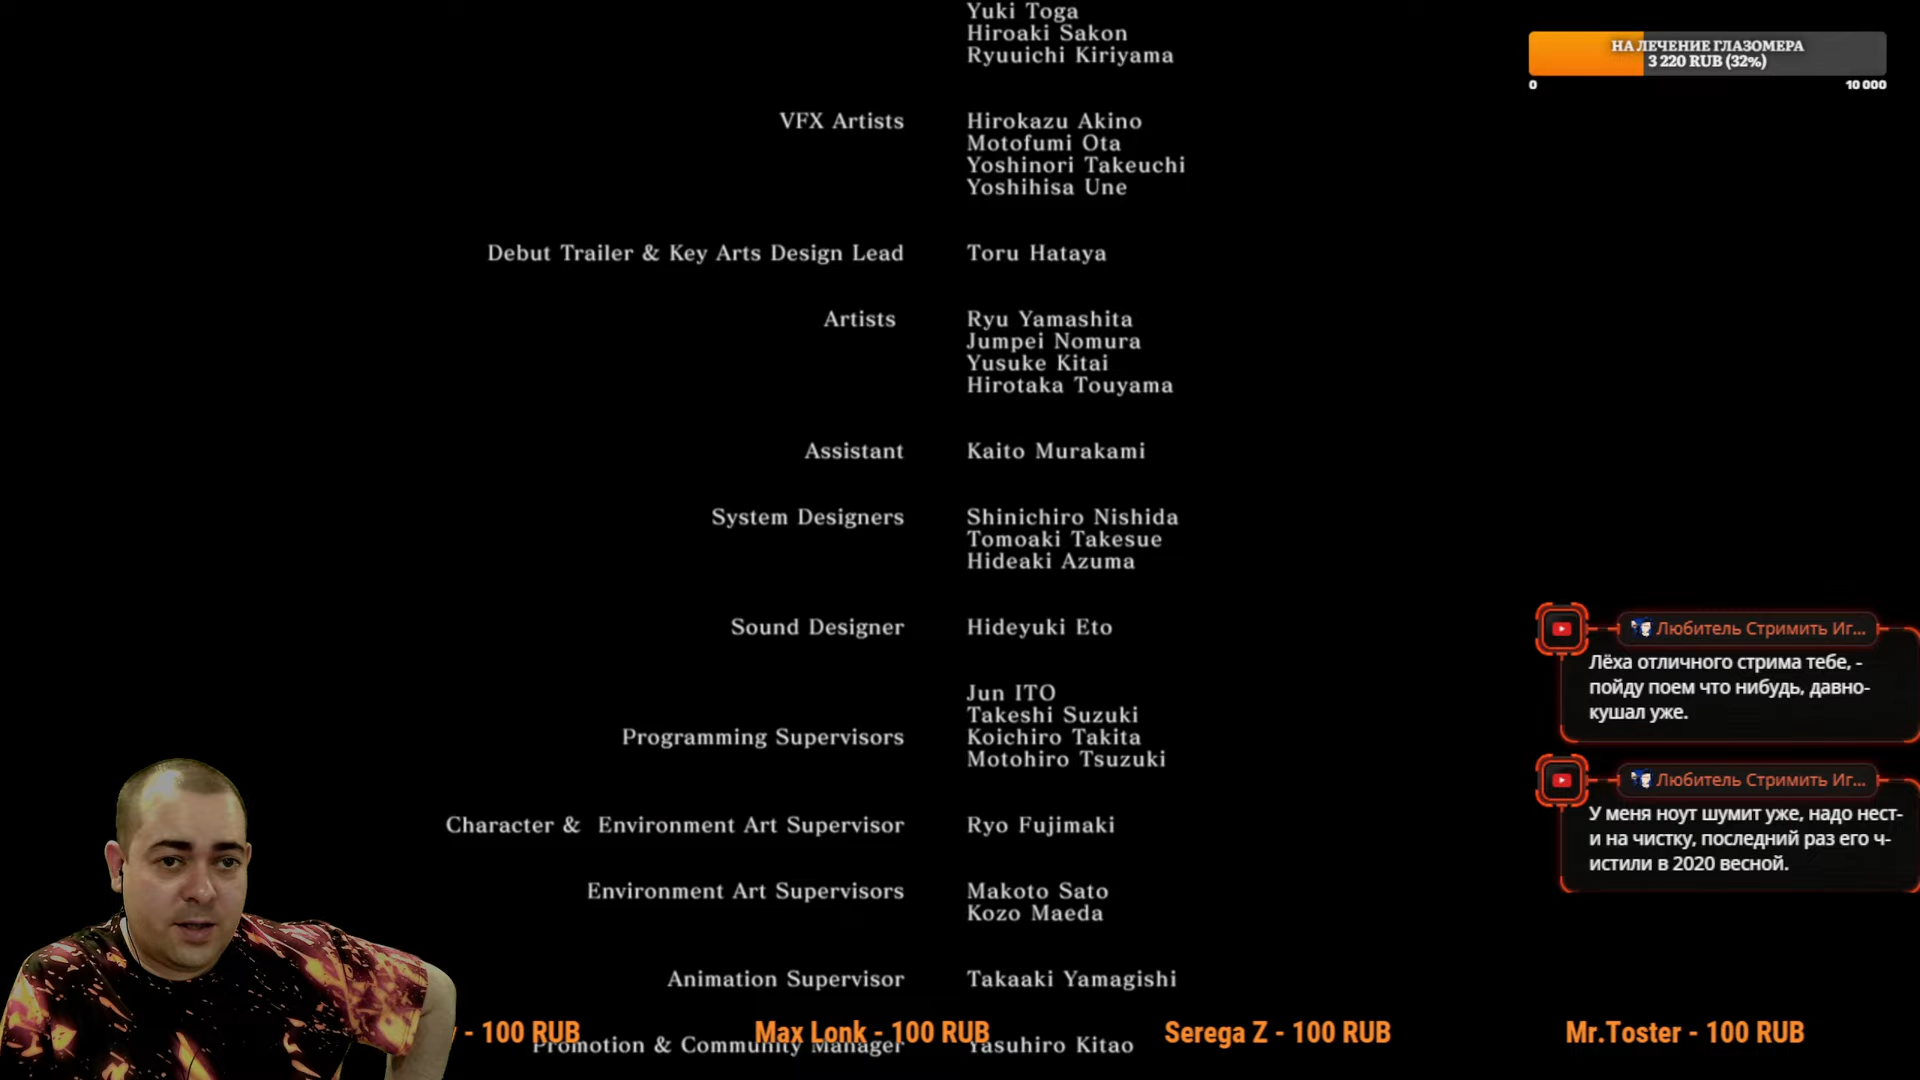 Yuki Toga
Hiroaki Sakon
Ryuuichi Kiriyama
VFX Artists Hirokazu Akino
Motofumi Ota
Yoshinori Takeuchi
Yoshihisa Une
Debut Trailer & Key Arts Design Lead Toru Hataya
Artists Ryu Yamashita
Jumpei Nomura
Yusuke Kitai
Hirotaka Touyama
Assistant Kaito Murakami
System Designers Shinichiro Nishida
Tomoaki Takesue
Hideaki Azuma
Sound Designer Hideyuki Eto
Jun ITO
Takeshi Suzuki
Programming Supervisors Koichiro Takita
Motohiro Tsuzuki
Character & Environment Art Supervisor Ryo Fujimaki
Environment Art Supervisors Makoto Sato
Kozo Maeda
Animation Supervisor Takaaki Yamagishi
Promotion & Community Manager Yasuhiro Kitao
НА ЛЕЧЕНИЕ ГЛАЗОМЕРА
3 220 RUB (32%)
0 10 000
Любитель Стримить Иг...
Лёха отличного стрима тебе, -
пойду поем что нибудь, давно-
кушал уже.
Любитель Стримить Иг...
У меня ноут шумит уже, надо нест-
и на чистку, последний раз его ч-
истили в 2020 весной.
- 100 RUB Max Lonk - 100 RUB Serega Z - 100 RUB Mr.Toster - 100 RUB